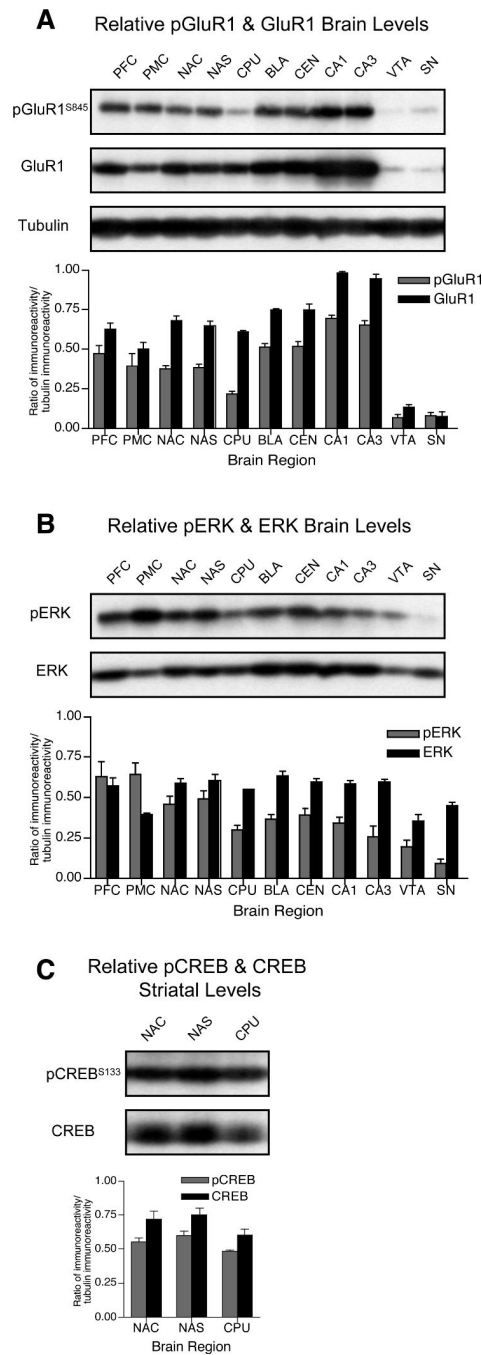 A Relative pGluR1 & GluR1 Brain Levels
PFC PMC NAC NAS CPU BLA CEN CA1 CA3 VTA SN
pGluR1S845
GluR1
Tubulin
1.00
0.75
0.50
0.25
0.00
Ratio of immunoreactivity/
tubulin immunoreactivity
pGluR1
GluR1
PFC PMC NAC NAS CPU BLA CEN CA1 CA3 VTA SN
Brain Region
B Relative pERK & ERK Brain Levels
PFC PMC NAC NAS CPU BLA CEN CA1 CA3 VTA SN
pERK
ERK
1.00
0.75
0.50
0.25
0.00
Ratio of immunoreactivity/
tubulin immunoreactivity
pERK
ERK
PFC PMC NAC NAS CPU BLA CEN CA1 CA3 VTA SN
Brain Region
C Relative pCREB & CREB
Striatal Levels
NAC NAS CPU
pCREBS133
CREB
1.00
0.75
0.50
0.25
0.00
Ratio of immunoreactivity/
tubulin immunoreactivity
pCREB
CREB
NAC NAS CPU
Brain Region